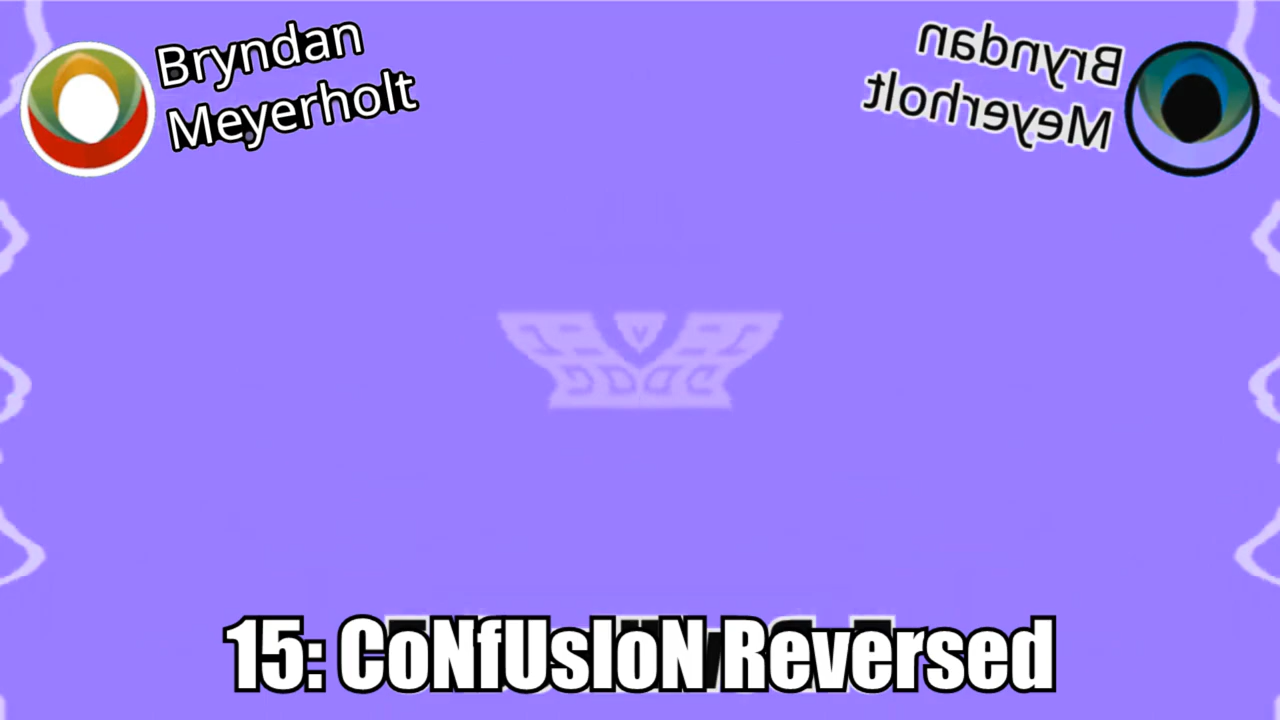 Bryndan
Meyerholt
Bryndan
Meyerholt
15: CoNfUsIoN Reversed